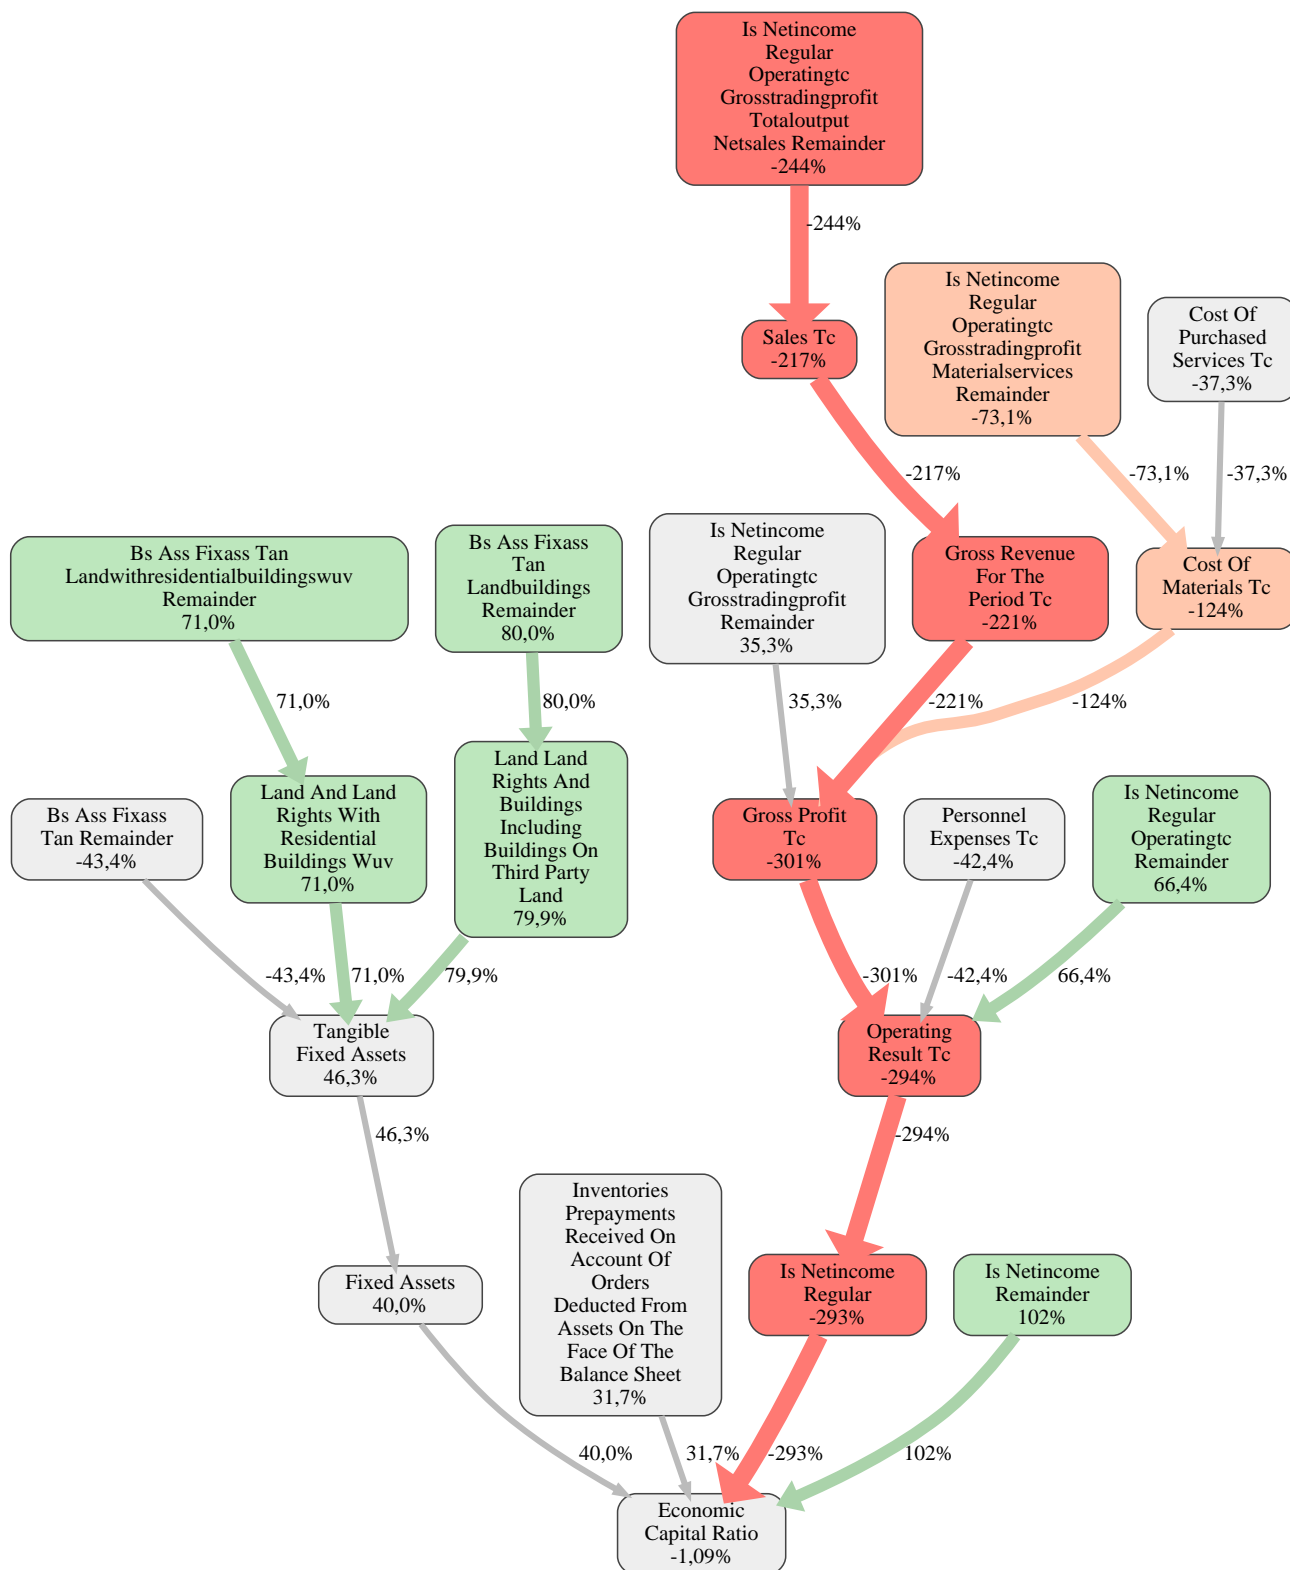 Is Netincome
Regular
Operatingtc
Grosstradingprofit
Totaloutput
Netsales Remainder
-244%
-244%
Is Netincome
Regular
Operatingtc
Grosstradingprofit
Materialservices
Remainder
-73,1%
Cost Of
Purchased
Services Tc
-37,3%
Sales Tc
-217%
-217%
-73,1%
-37,3%
Bs Ass Fixass Tan
Landwithresidentialbuildingswuv
Remainder
71,0%
Bs Ass Fixass
Tan
Landbuildings
Remainder
80,0%
Is Netincome
Regular
Operatingtc
Grosstradingprofit
Remainder
35,3%
Gross Revenue
For The
Period Tc
-221%
Cost Of
Materials Tc
-124%
71,0%
80,0%
35,3%
-221%
-124%
Bs Ass Fixass
Tan Remainder
-43,4%
Land And Land
Rights With
Residential
Buildings Wuv
71,0%
Land Land
Rights And
Buildings
Including
Buildings On
Third Party
Land
79,9%
Gross Profit
Tc
-301%
Personnel
Expenses Tc
-42,4%
Is Netincome
Regular
Operatingtc
Remainder
66,4%
-43,4%
71,0%
79,9%
-301%
-42,4%
66,4%
Tangible
Fixed Assets
46,3%
Operating
Result Tc
-294%
46,3%
-294%
Fixed Assets
40,0%
Inventories
Prepayments
Received On
Account Of
Orders
Deducted From
Assets On The
Face Of The
Balance Sheet
31,7%
Is Netincome
Regular
-293%
Is Netincome
Remainder
102%
40,0%
31,7%
-293%
102%
Economic
Capital Ratio
-1,09%